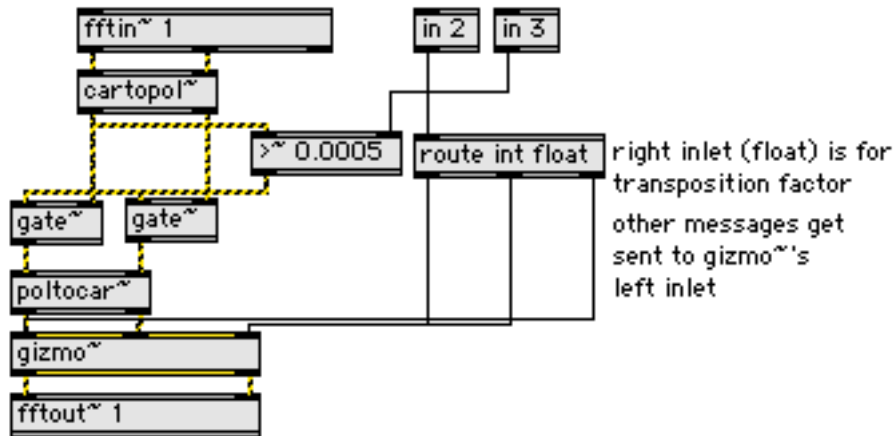 fftin~ 1
in 2
in 3
cartopol~
>~ 0.0005
route int float
right inlet (float) is for
transposition factor
gate~
gate~
other messages get
sent to gizmo~'s
left inlet
poltocar~
gizmo~
fftout~ 1